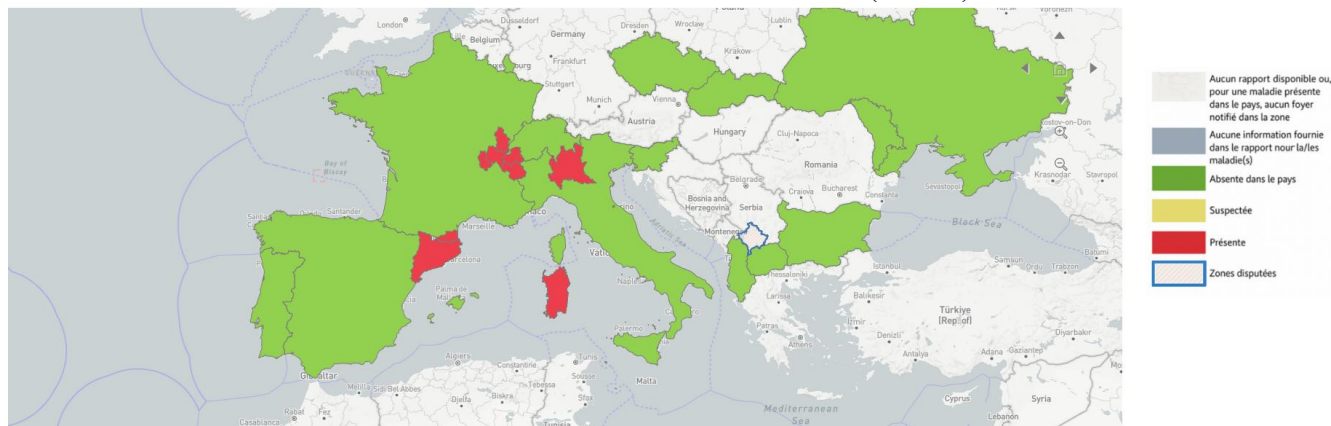 London
Dusseldorf
Dresden
Wroclaw
Lublin
Lille
Belgium
Germany
Frankfurt
Krakow
Stuttgart
Munich
Vienna
Austria
Hungary
Cluj-Napoca
Romania
Bay of
Biscay
Santander
Marseille
Bosnia and
Herzegovina
Belgrade
Serbia
Craiova
Bucharest
Constanta
Sevastopol
Krasnodar
Stavropol
Montenegro
Adriatic Sea
Black Sea
Batumi
Barcelona
Palma de
Naples
Palermo
Thessaloniki
Larissa
Patras
Athens
Istanbul
Samsun
Ordu
Trabzon
Balıkesir
Izmir
Denizli
Antalya
Türkiye
[Rep. of]
Adana
Gaziantep
Diyarbakir
Gibraltar
Melilla
Sidi Bel Abbes
Algiers
Constantine
Tunis
Sousse
Sfax
Tebessa
Biskra
Djelfa
Rabat
Fez
Casablanca
Tunisia
Malta
Mediterranean
Sea
Cyprus
Lebanon
Syria
Aucun rapport disponible ou,
pour une maladie présente
dans le pays, aucun foyer
notifié dans la zone
Aucune information fournie
dans le rapport nour la/les
maladie(s)
Absente dans le pays
Suspectée
Présente
Zones disputées